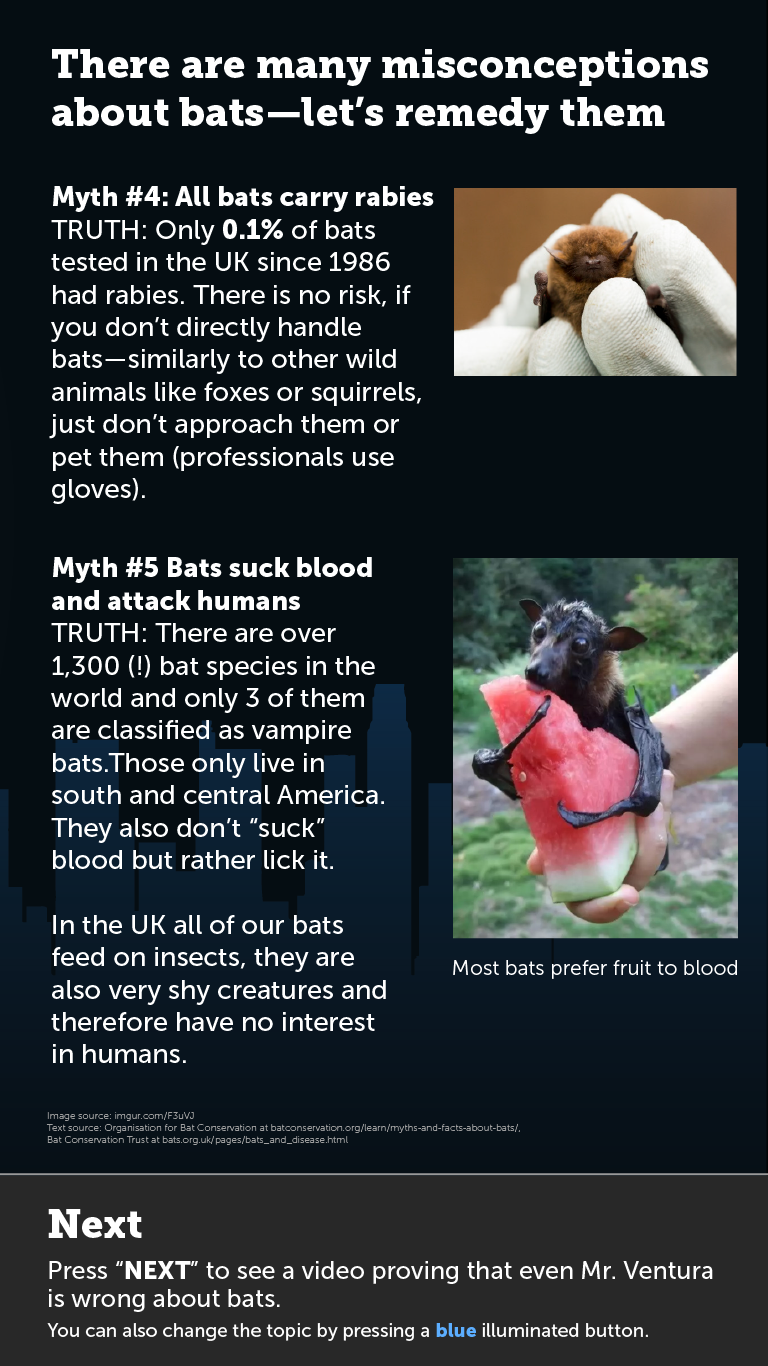 There are many misconceptions
about bats—let’s remedy them
Myth #4: All bats carry rabies
TRUTH: Only 0.1% of bats
tested in the UK since 1986
had rabies. There is no risk, if
you don’t directly handle
bats—similarly to other wild
animals like foxes or squirrels,
just don’t approach them or
pet them (professionals use
gloves).
Myth #5 Bats suck blood
and attack humans
TRUTH: There are over
1,300 (!) bat species in the
world and only 3 of them
are classified as vampire
bats.Those only live in
south and central America.
They also don’t “suck”
blood but rather lick it.
In the UK all of our bats
feed on insects, they are
also very shy creatures and
therefore have no interest
in humans.
Most bats prefer fruit to blood
Image source: imgur.com/F3uVJ
Text source: Organisation for Bat Conservation at batconservation.org/learn/myths-and-facts-about-bats/,
Bat Conservation Trust at bats.org.uk/pages/bats_and_disease.html
Next
Press “NEXT” to see a video proving that even Mr. Ventura
is wrong about bats.
You can also change the topic by pressing a blue illuminated button.